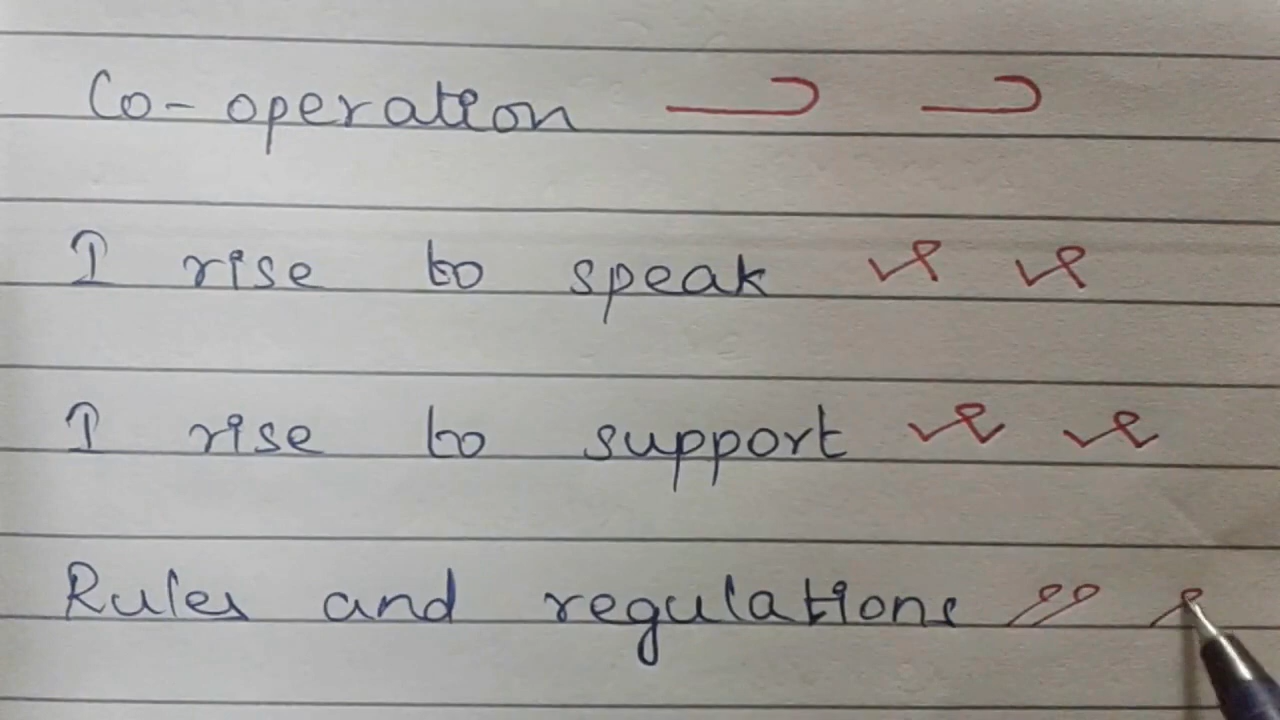 Co-operation
I rise to speak
I rise to support
Rules and regulations